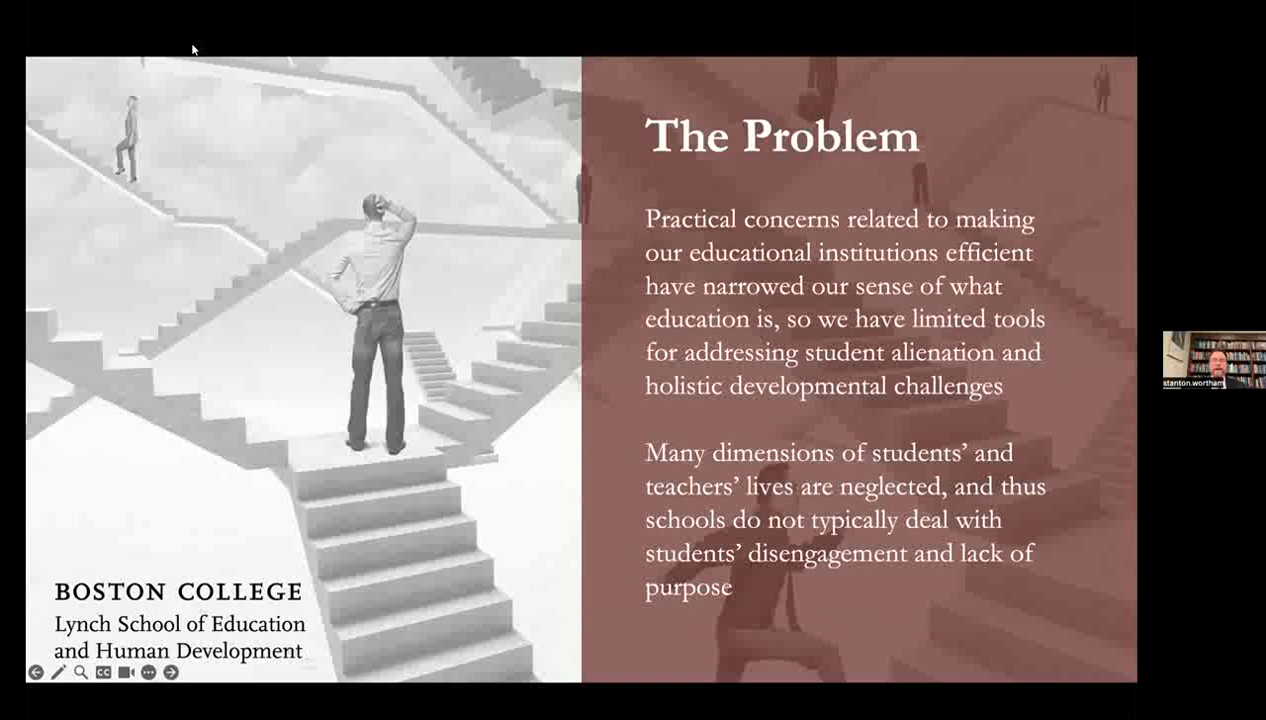 The Problem
Practical concerns related to making
our educational institutions efficient
have narrowed our sense of what
education is, so we have limited tools
for addressing student alienation and
holistic developmental challenges
Many dimensions of students’ and
teachers’ lives are neglected, and thus
schools do not typically deal with
students’ disengagement and lack of
purpose
BOSTON COLLEGE
Lynch School of Education
and Human Development
CC
stanton.wortham